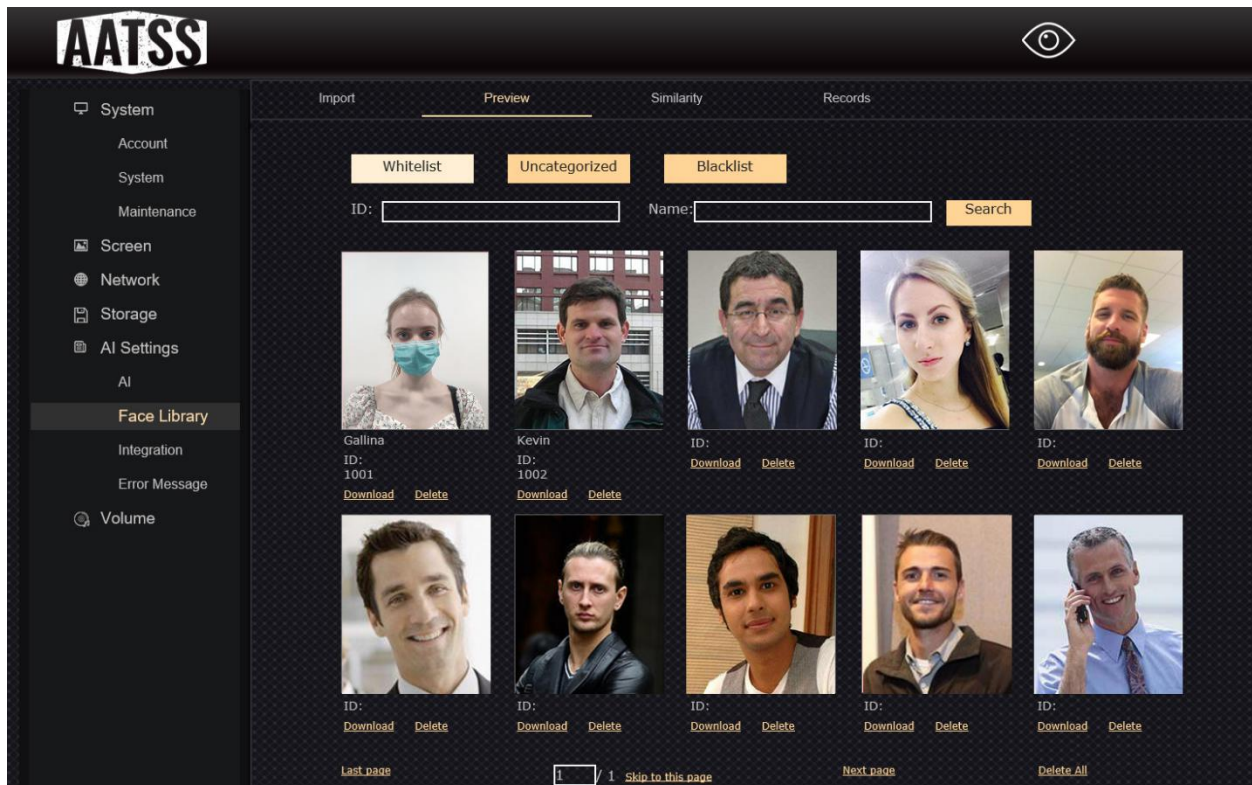 AATSS
Import Preview Similarity Records
System
Account
System
Maintenance
Screen
Network
Storage
AI Settings
AI
Face Library
Integration
Error Message
Volume
Whitelist Uncategorized Blacklist
ID: Name: Search
Gallina
ID:
1001
Download Delete
Kevin
ID:
1002
Download Delete
ID:
Download Delete
ID:
Download Delete
ID:
Download Delete
ID:
Download Delete
ID:
Download Delete
ID:
Download Delete
ID:
Download Delete
ID:
Download Delete
Last page 1 / 1 Skip to this page Next page Delete All